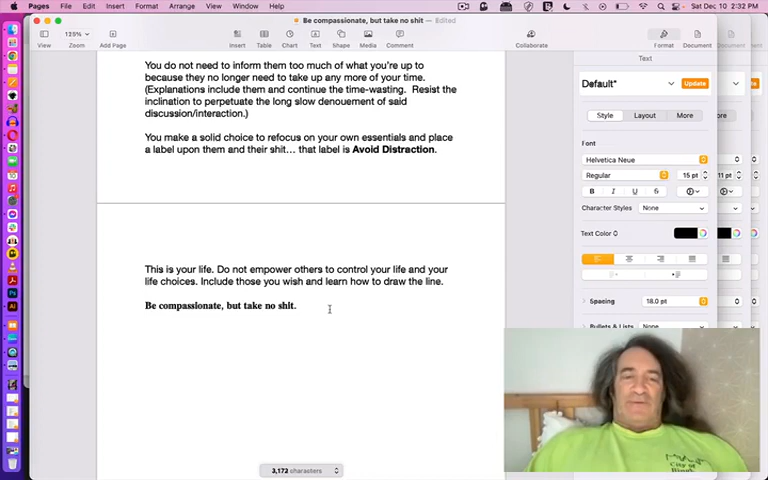 Pages File Edit Insert Format Arrange View Window Help Sat Dec 10 2:32 PM
Be compassionate, but take no shit — Edited
125%
View Zoom Add Page Insert Table Chart Text Shape Media Comment Collaborate Format Document
Text
You do not need to inform them too much of what you're up to
because they no longer need to take up any more of your time.
(Explanations include them and continue the time-wasting. Resist the
inclination to perpetuate the long slow denouement of said
discussion/interaction.)
You make a solid choice to refocus on your own essentials and place
a label upon them and their shit... that label is Avoid Distraction.
This is your life. Do not empower others to control your life and your
life choices. Include those you wish and learn how to draw the line.
Be compassionate, but take no shit.
3,172 characters
Default* Update
Style Layout More
Font
Helvetica Neue
Regular 15 pt
B I U S
Character Styles None
Text Color
Spacing 18.0 pt
Bullets & Lists None
11 pt
City of